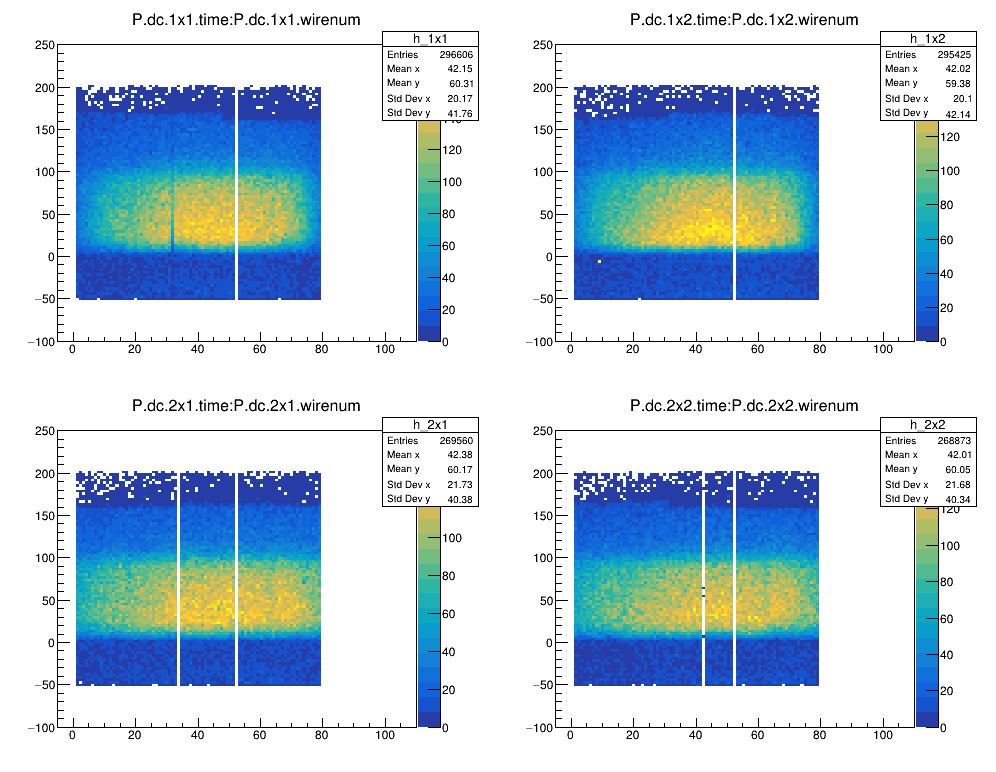 P.dc.1x1.time:P.dc.1x1.wirenum
h_1x1
Entries 296606
Mean x 42.15
Mean y 60.31
Std Dev x 20.17
Std Dev y 41.76
250
200
150
100
50
0
−50
−100
0 20 40 60 80 100
140
120
100
80
60
40
20
0
P.dc.1x2.time:P.dc.1x2.wirenum
h_1x2
Entries 295425
Mean x 42.02
Mean y 59.38
Std Dev x 20.1
Std Dev y 42.14
250
200
150
100
50
0
−50
−100
0 20 40 60 80 100
120
100
80
60
40
20
0
P.dc.2x1.time:P.dc.2x1.wirenum
h_2x1
Entries 269560
Mean x 42.38
Mean y 60.17
Std Dev x 21.73
Std Dev y 40.38
250
200
150
100
50
0
−50
−100
0 20 40 60 80 100
100
80
60
40
20
0
P.dc.2x2.time:P.dc.2x2.wirenum
h_2x2
Entries 268873
Mean x 42.01
Mean y 60.05
Std Dev x 21.68
Std Dev y 40.34
250
200
150
100
50
0
−50
−100
0 20 40 60 80 100
120
100
80
60
40
20
0